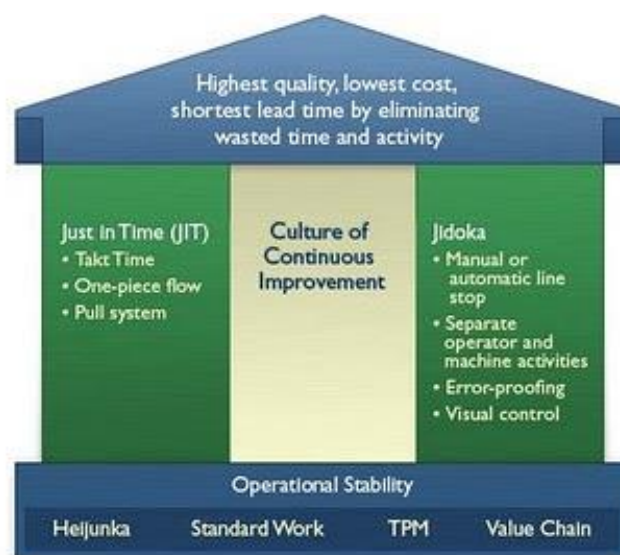 Highest quality, lowest cost,
shortest lead time by eliminating
wasted time and activity
Just in Time (JIT)
• Takt Time
• One-piece flow
• Pull system
Culture of
Continuous
Improvement
Jidoka
• Manual or
automatic line
stop
• Separate
operator and
machine activities
• Error-proofing
• Visual control
Operational Stability
Heijunka Standard Work TPM Value Chain